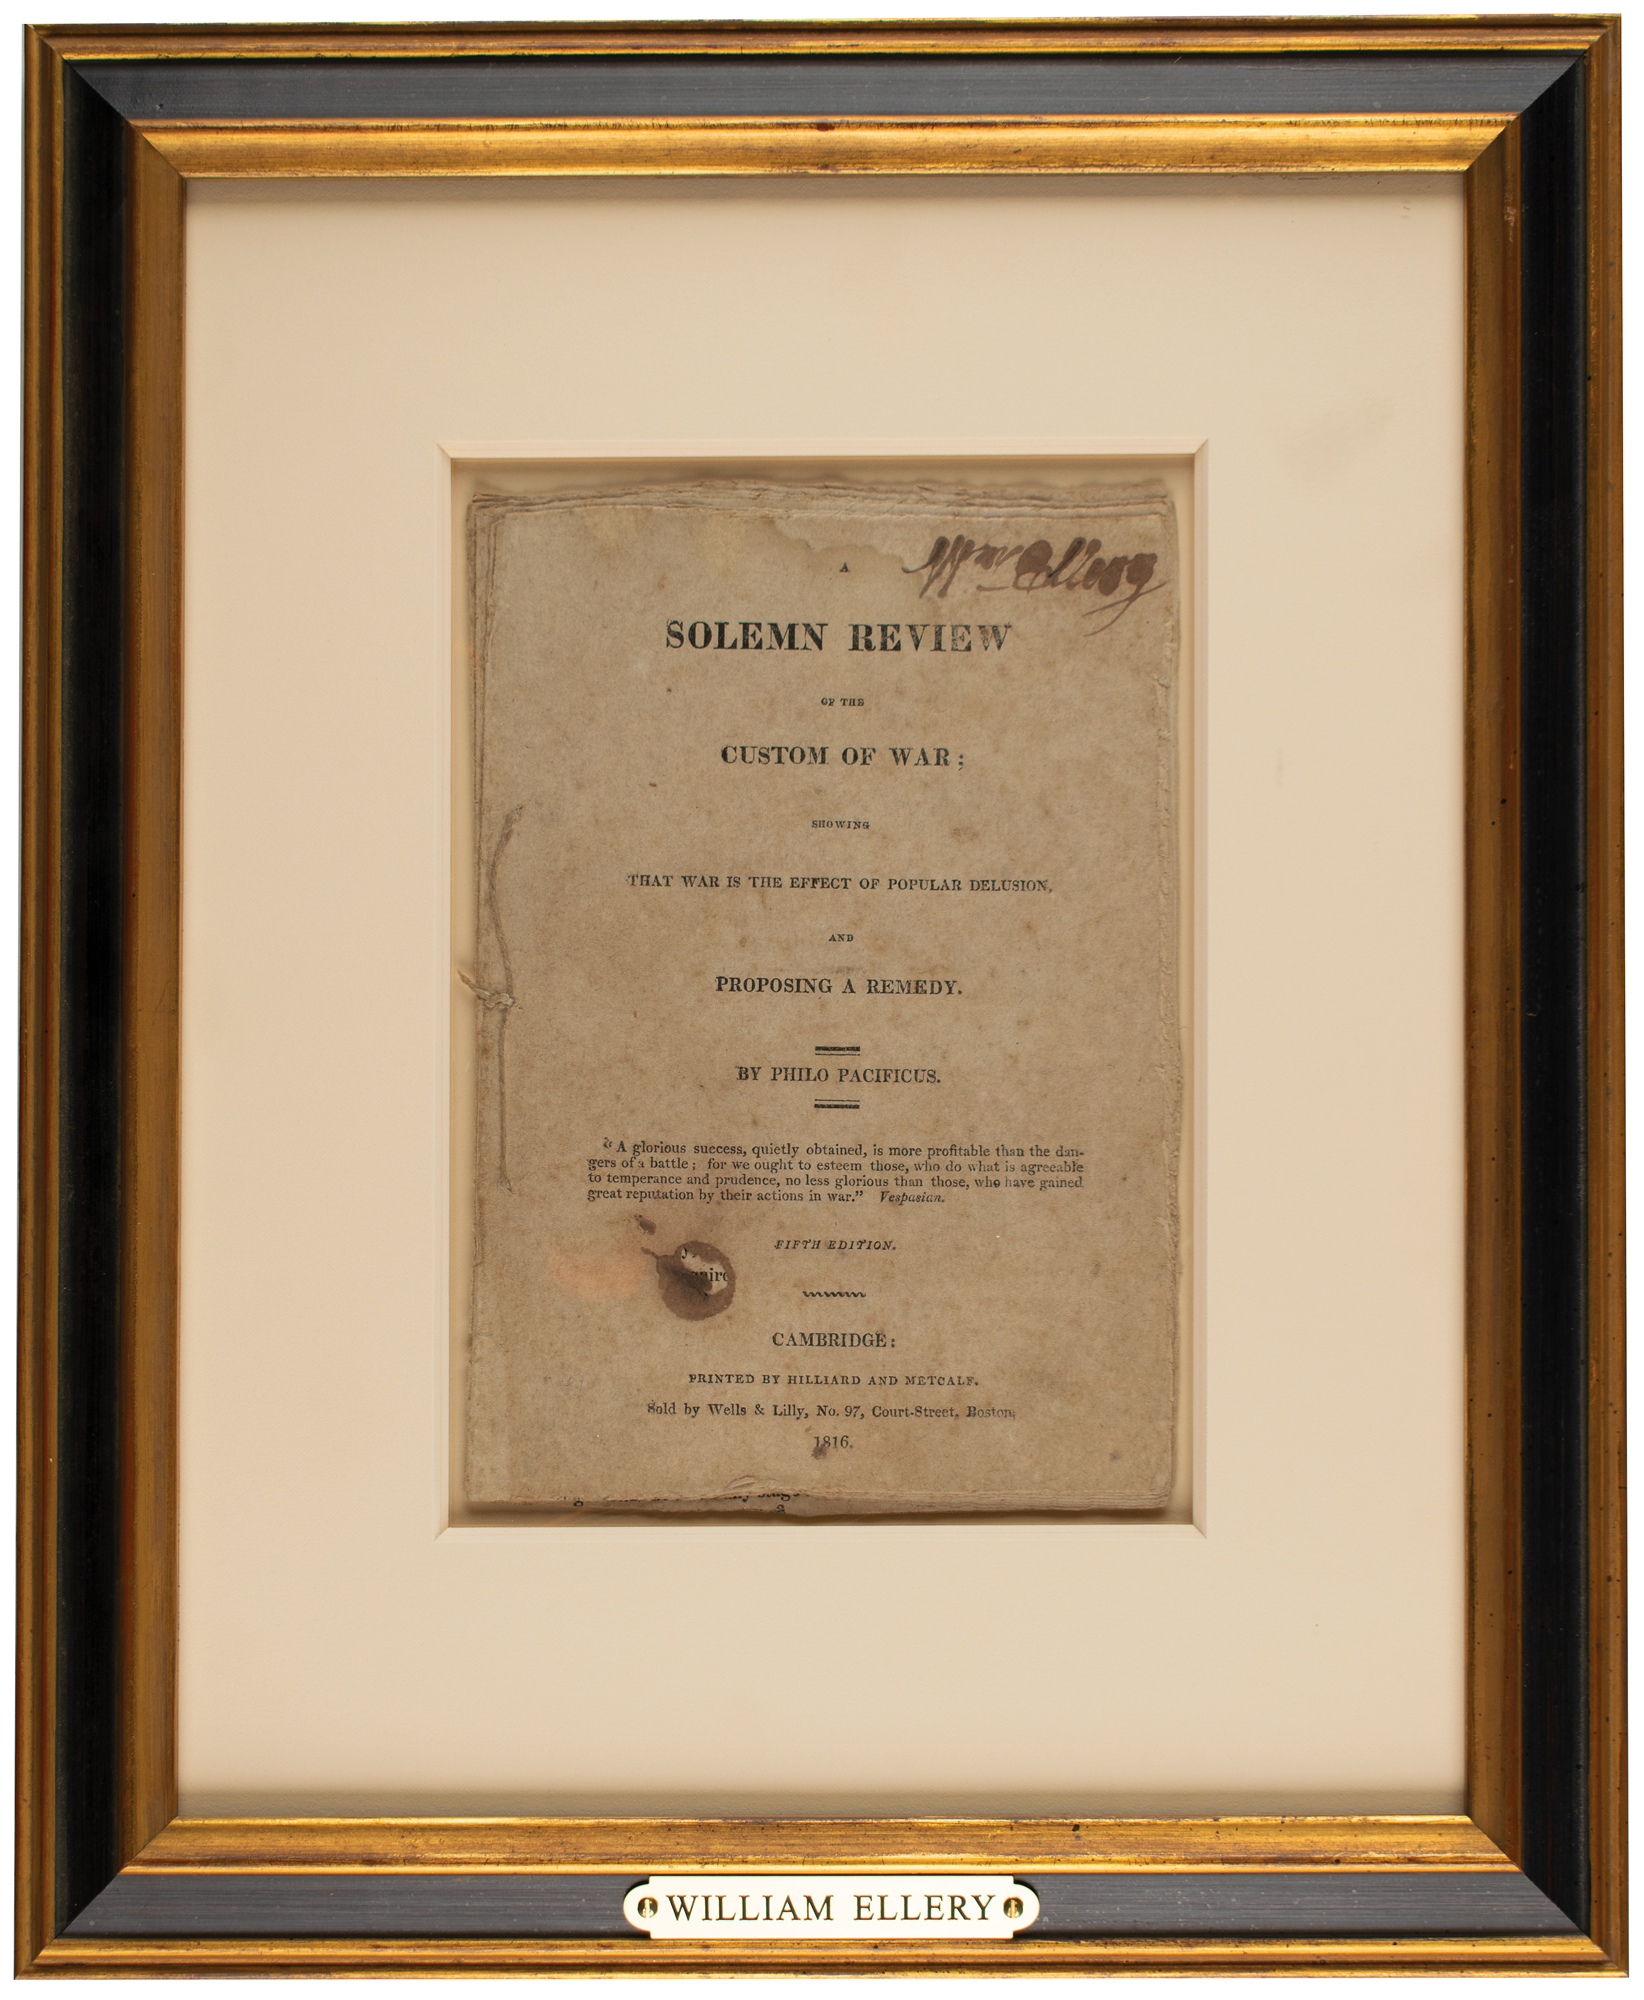 Wm Ellery
A
SOLEMN REVIEW
OF THE
CUSTOM OF WAR;
SHOWING
THAT WAR IS THE EFFECT OF POPULAR DELUSION,
AND
PROPOSING A REMEDY.
BY PHILO PACIFICUS.
“A glorious success, quietly obtained, is more profitable than the dan-
gers of a battle; for we ought to esteem those, who do what is agreeable
to temperance and prudence, no less glorious than those, who have gained
great reputation by their actions in war.” Vespasian.
FIFTH EDITION.
CAMBRIDGE:
PRINTED BY HILLIARD AND METCALF.
Sold by Wells & Lilly, No. 97, Court-Street, Boston.
1816.
WILLIAM ELLERY